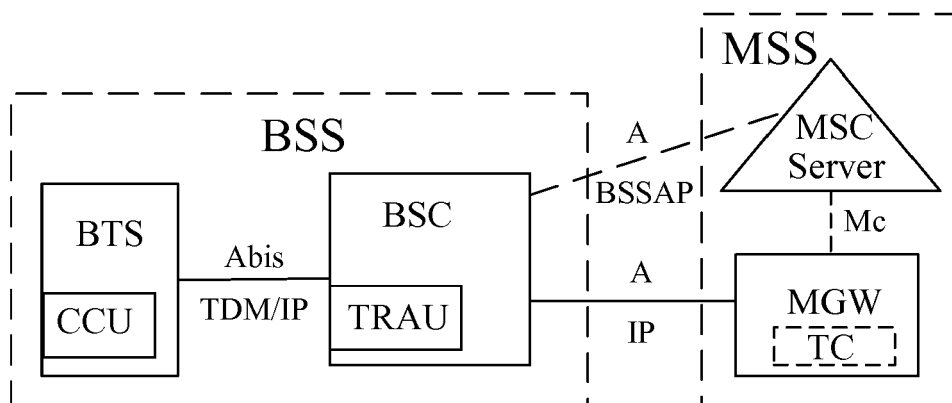 MSS
BSS
A
MSC
Server
BSSAP
BTS
BSC
Mc
Abis
TDM/IP
A
IP
CCU
TRAU
MGW
TC